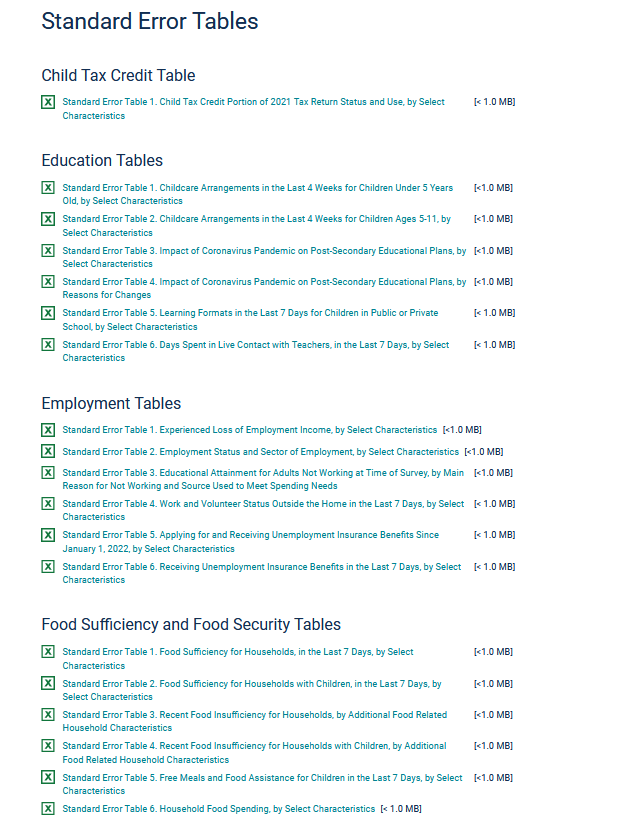 Standard Error Tables
Child Tax Credit Table
Standard Error Table 1. Child Tax Credit Portion of 2021 Tax Return Status and Use, by Select [< 1.0 MB]
Characteristics
Education Tables
Standard Error Table 1. Childcare Arrangements in the Last 4 Weeks for Children Under 5 Years [<1.0 MB]
Old, by Select Characteristics
Standard Error Table 2. Childcare Arrangements in the Last 4 Weeks for Children Ages 5-11, by [<1.0 MB]
Select Characteristics
Standard Error Table 3. Impact of Coronavirus Pandemic on Post-Secondary Educational Plans, by [<1.0 MB]
Select Characteristics
Standard Error Table 4. Impact of Coronavirus Pandemic on Post-Secondary Educational Plans, by [<1.0 MB]
Reasons for Changes
Standard Error Table 5. Learning Formats in the Last 7 Days for Children in Public or Private [< 1.0 MB]
School, by Select Characteristics
Standard Error Table 6. Days Spent in Live Contact with Teachers, in the Last 7 Days, by Select [< 1.0 MB]
Characteristics
Employment Tables
Standard Error Table 1. Experienced Loss of Employment Income, by Select Characteristics [<1.0 MB]
Standard Error Table 2. Employment Status and Sector of Employment, by Select Characteristics [<1.0 MB]
Standard Error Table 3. Educational Attainment for Adults Not Working at Time of Survey, by Main [<1.0 MB]
Reason for Not Working and Source Used to Meet Spending Needs
Standard Error Table 4. Work and Volunteer Status Outside the Home in the Last 7 Days, by Select [< 1.0 MB]
Characteristics
Standard Error Table 5. Applying for and Receiving Unemployment Insurance Benefits Since [< 1.0 MB]
January 1, 2022, by Select Characteristics
Standard Error Table 6. Receiving Unemployment Insurance Benefits in the Last 7 Days, by Select [< 1.0 MB]
Characteristics
Food Sufficiency and Food Security Tables
Standard Error Table 1. Food Sufficiency for Households, in the Last 7 Days, by Select [<1.0 MB]
Characteristics
Standard Error Table 2. Food Sufficiency for Households with Children, in the Last 7 Days, by [<1.0 MB]
Select Characteristics
Standard Error Table 3. Recent Food Insufficiency for Households, by Additional Food Related [<1.0 MB]
Household Characteristics
Standard Error Table 4. Recent Food Insufficiency for Households with Children, by Additional [<1.0 MB]
Food Related Household Characteristics
Standard Error Table 5. Free Meals and Food Assistance for Children in the Last 7 Days, by Select [<1.0 MB]
Characteristics
Standard Error Table 6. Household Food Spending, by Select Characteristics [< 1.0 MB]